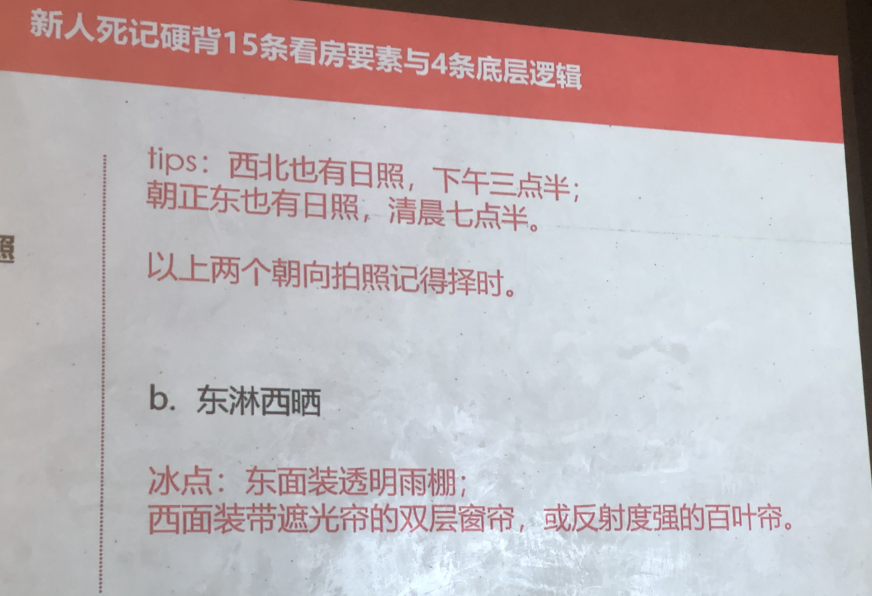 新人死记硬背15条看房要素与4条底层逻辑
tips：西北也有日照，下午三点半；
朝正东也有日照，清晨七点半。
以上两个朝向拍照记得择时。
照
b. 东淋西晒
冰点：东面装透明雨棚；
西面装带遮光帘的双层窗帘，或反射度强的百叶帘。